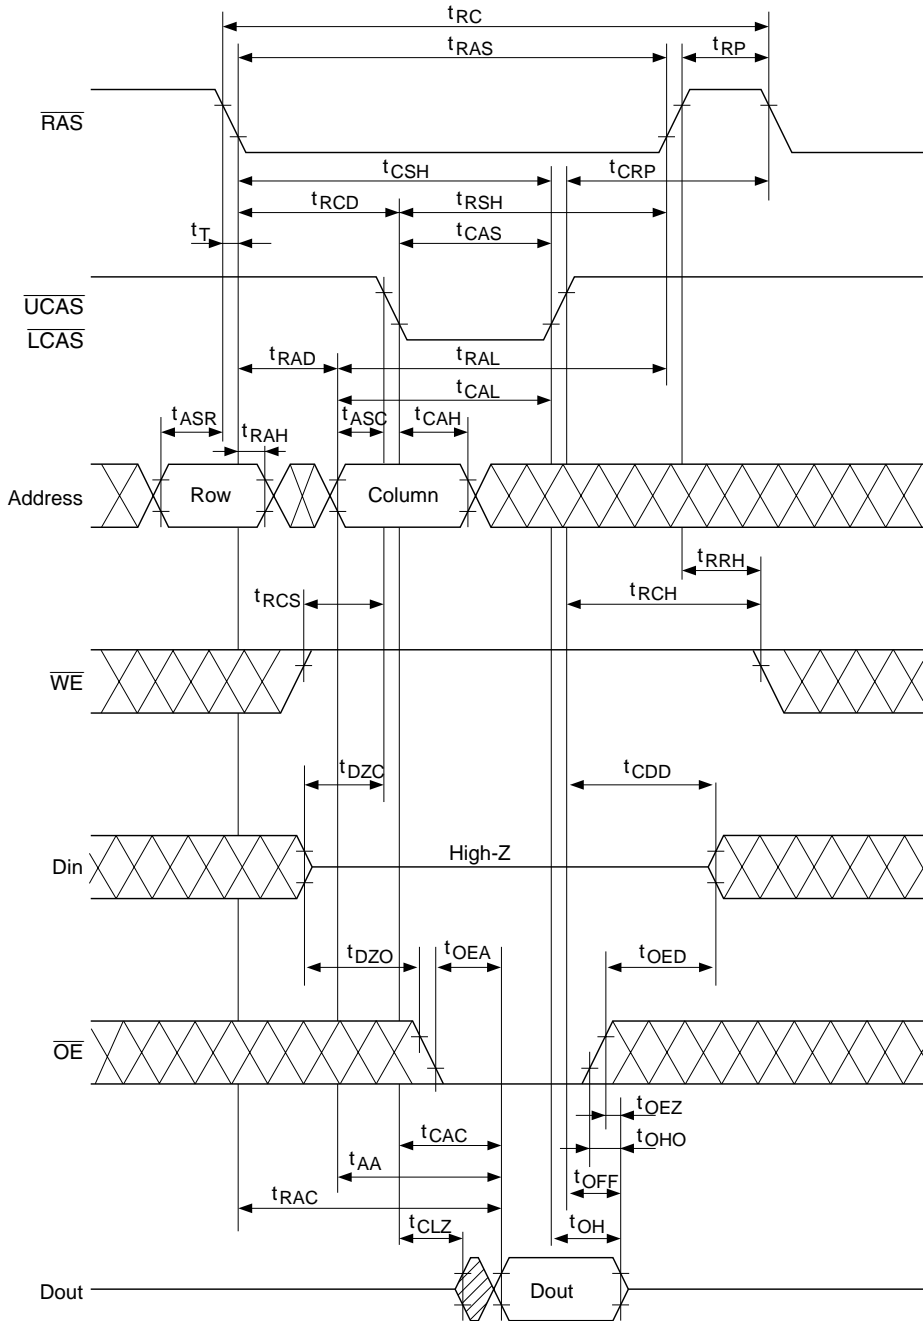 tRC
tRAS
tRP
RAS
tCSH
tCRP
tRCD
tRSH
tT
tCAS
UCAS
LCAS
tRAD
tRAL
tCAL
tASR
tASC
tCAH
tRAH
Address
Row
Column
tRRH
tRCS
tRCH
WE
tDZC
tCDD
High-Z
Din
tDZO
tOEA
tOED
OE
tOEZ
tCAC
tOHO
tAA
tOFF
tRAC
tCLZ
tOH
Dout
Dout